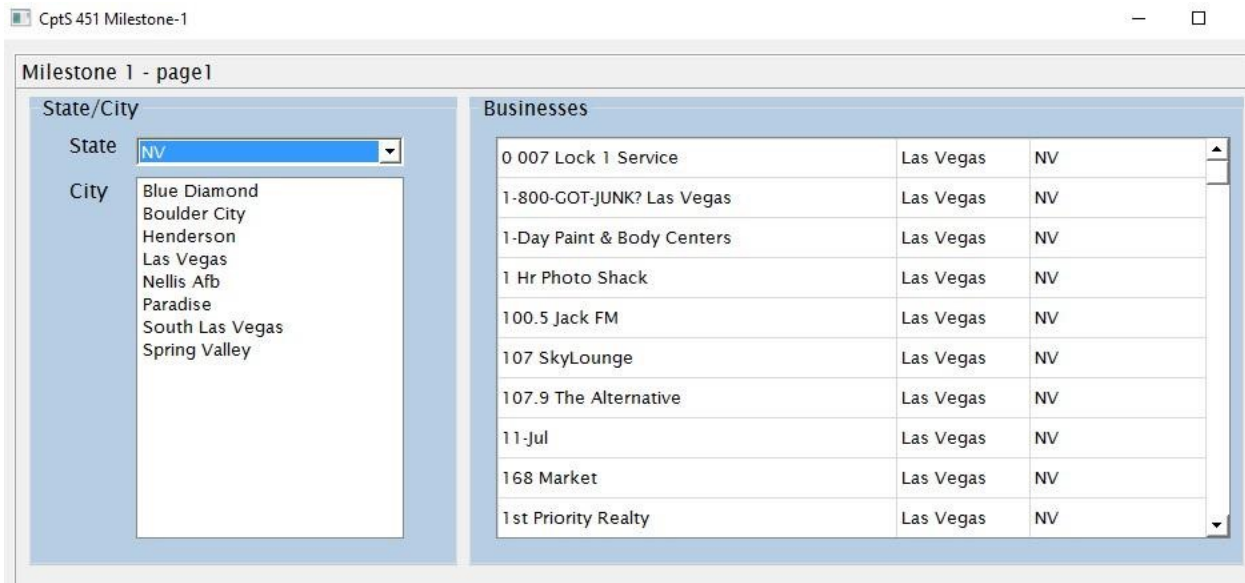 CptS 451 Milestone-1
Milestone 1 - page1
State/City
State NV
City
Blue Diamond
Boulder City
Henderson
Las Vegas
Nellis Afb
Paradise
South Las Vegas
Spring Valley
Businesses
0 007 Lock 1 Service Las Vegas NV
1-800-GOT-JUNK? Las Vegas Las Vegas NV
1-Day Paint & Body Centers Las Vegas NV
1 Hr Photo Shack Las Vegas NV
100.5 Jack FM Las Vegas NV
107 SkyLounge Las Vegas NV
107.9 The Alternative Las Vegas NV
11-Jul Las Vegas NV
168 Market Las Vegas NV
1st Priority Realty Las Vegas NV